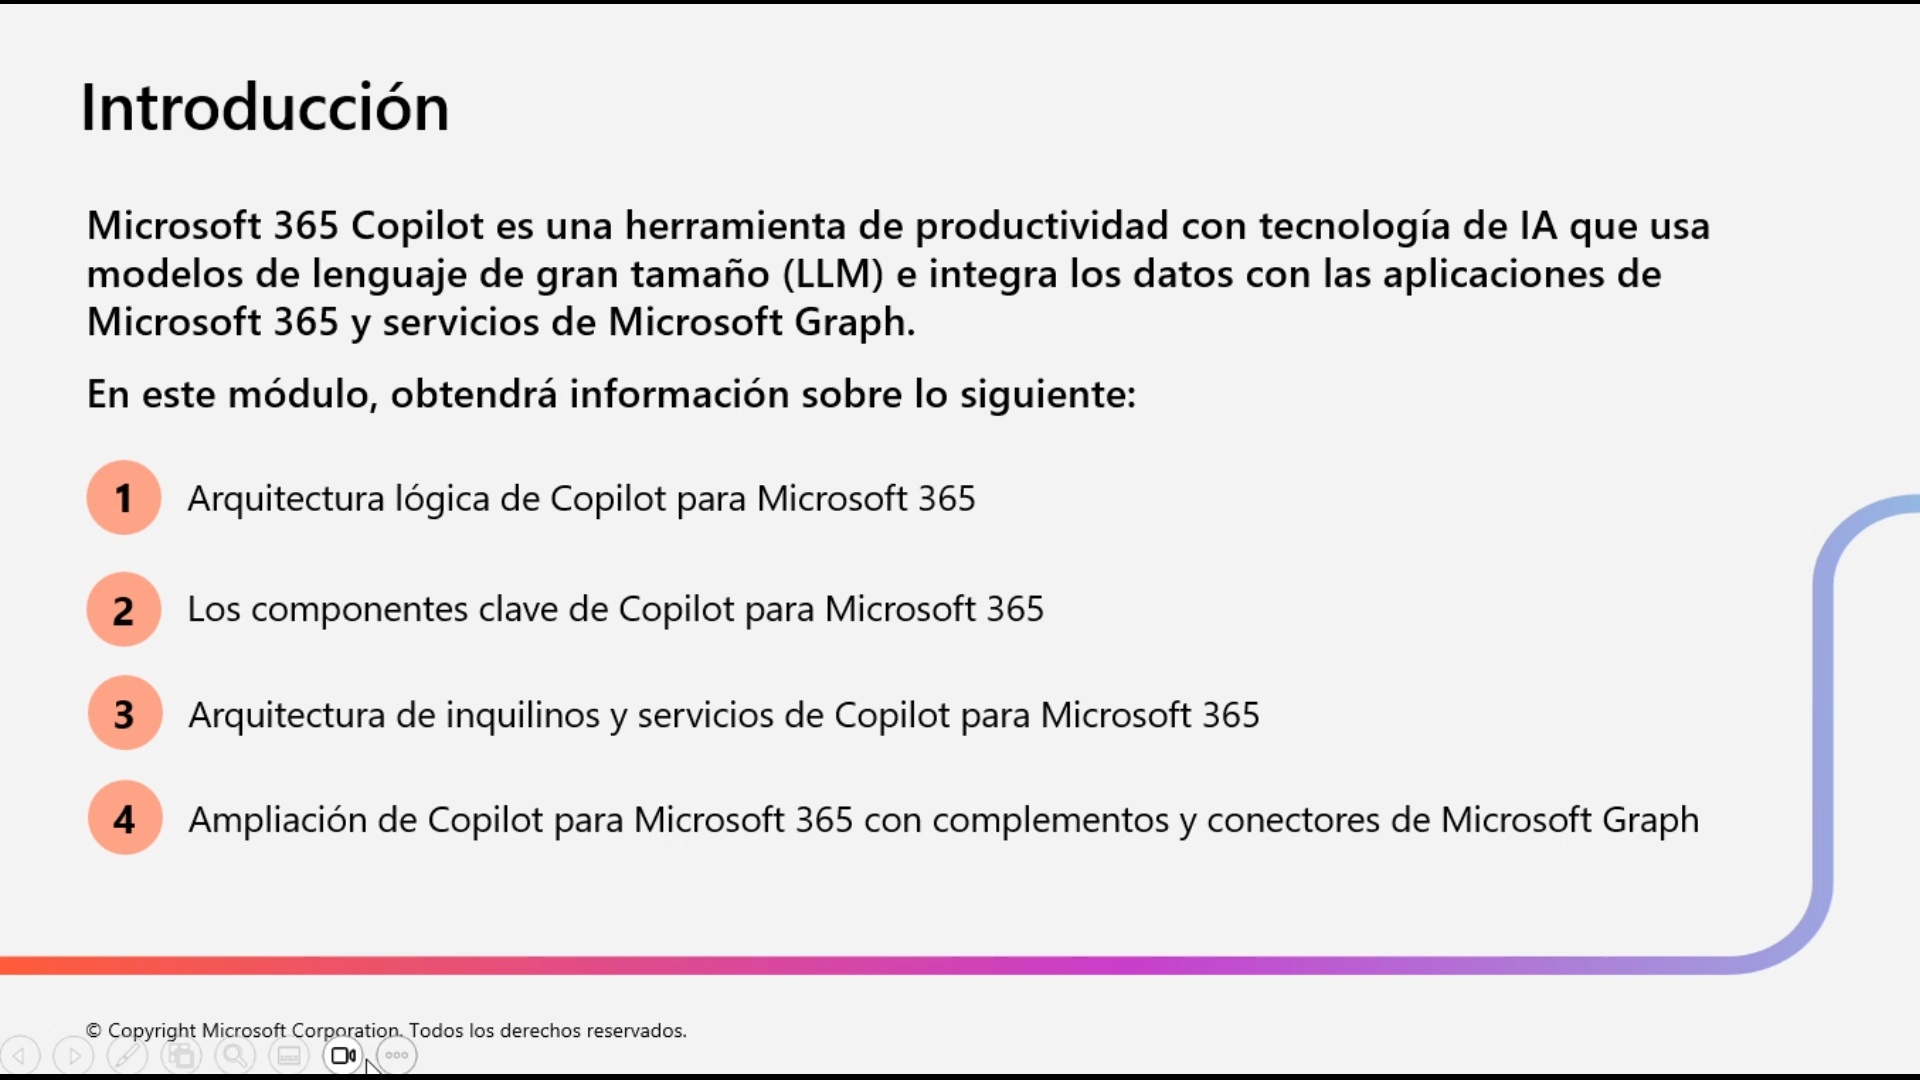 Introducción
Microsoft 365 Copilot es una herramienta de productividad con tecnología de IA que usa
modelos de lenguaje de gran tamaño (LLM) e integra los datos con las aplicaciones de
Microsoft 365 y servicios de Microsoft Graph.
En este módulo, obtendrá información sobre lo siguiente:
1 Arquitectura lógica de Copilot para Microsoft 365
2 Los componentes clave de Copilot para Microsoft 365
3 Arquitectura de inquilinos y servicios de Copilot para Microsoft 365
4 Ampliación de Copilot para Microsoft 365 con complementos y conectores de Microsoft Graph
© Copyright Microsoft Corporation. Todos los derechos reservados.